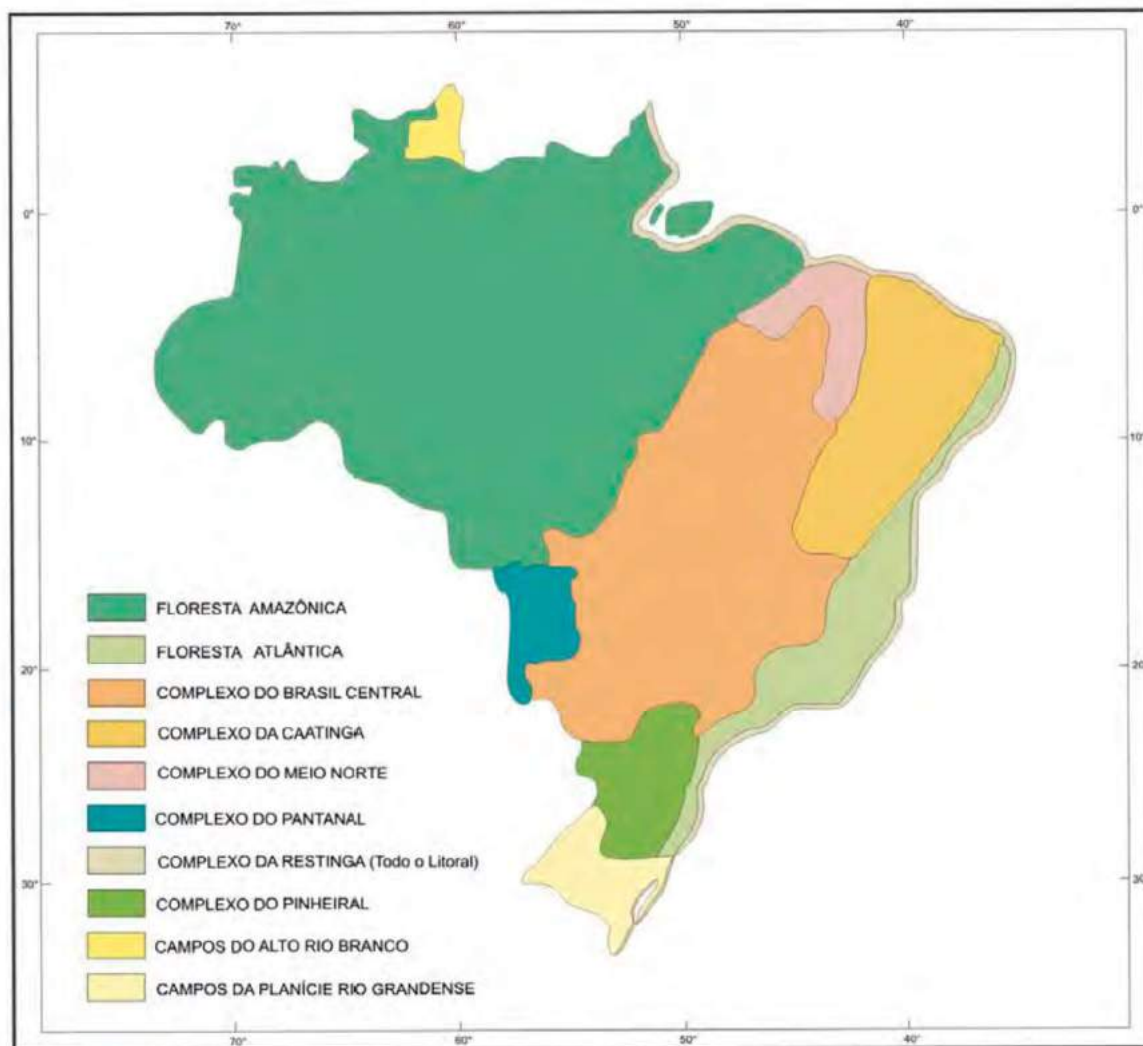 70° 60° 50° 40°
0° 0°
10° 10°
FLORESTA AMAZÔNICA
FLORESTA ATLÂNTICA
20° 20°
COMPLEXO DO BRASIL CENTRAL
COMPLEXO DA CAATINGA
COMPLEXO DO MEIO NORTE
COMPLEXO DO PANTANAL
COMPLEXO DA RESTINGA (Todo o Litoral)
30° 30°
COMPLEXO DO PINHEIRAL
CAMPOS DO ALTO RIO BRANCO
CAMPOS DA PLANÍCIE RIO GRANDENSE
70° 60° 50° 40°